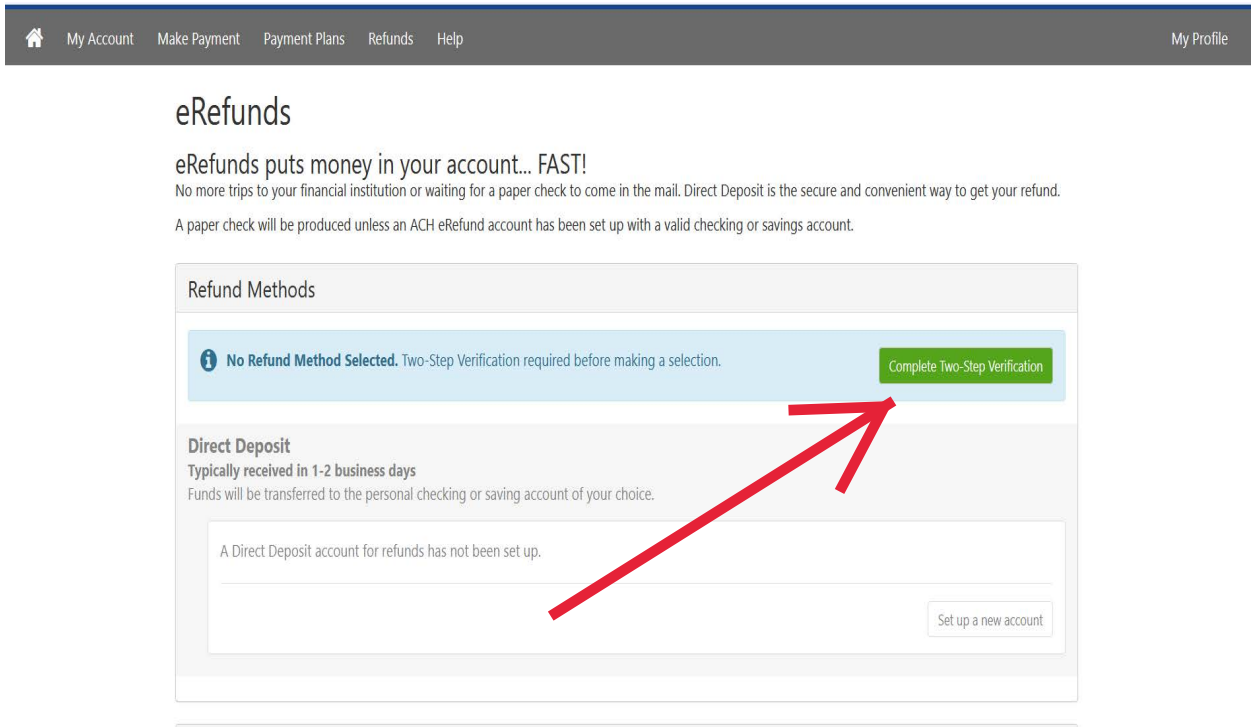 My Account Make Payment Payment Plans Refunds Help My Profile
eRefunds
eRefunds puts money in your account... FAST!
No more trips to your financial institution or waiting for a paper check to come in the mail. Direct Deposit is the secure and convenient way to get your refund.
A paper check will be produced unless an ACH eRefund account has been set up with a valid checking or savings account.
Refund Methods
No Refund Method Selected. Two-Step Verification required before making a selection.
Complete Two-Step Verification
Direct Deposit
Typically received in 1-2 business days
Funds will be transferred to the personal checking or saving account of your choice.
A Direct Deposit account for refunds has not been set up.
Set up a new account